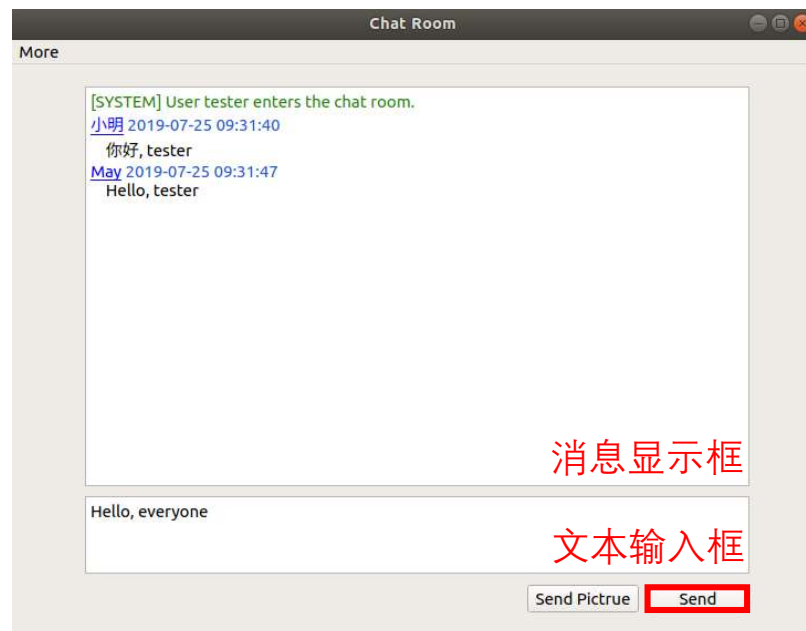 Chat Room
More
[SYSTEM] User tester enters the chat room.
小明 2019-07-25 09:31:40
你好, tester
May 2019-07-25 09:31:47
Hello, tester
消息显示框
Hello, everyone
文本输入框
Send Pictrue Send